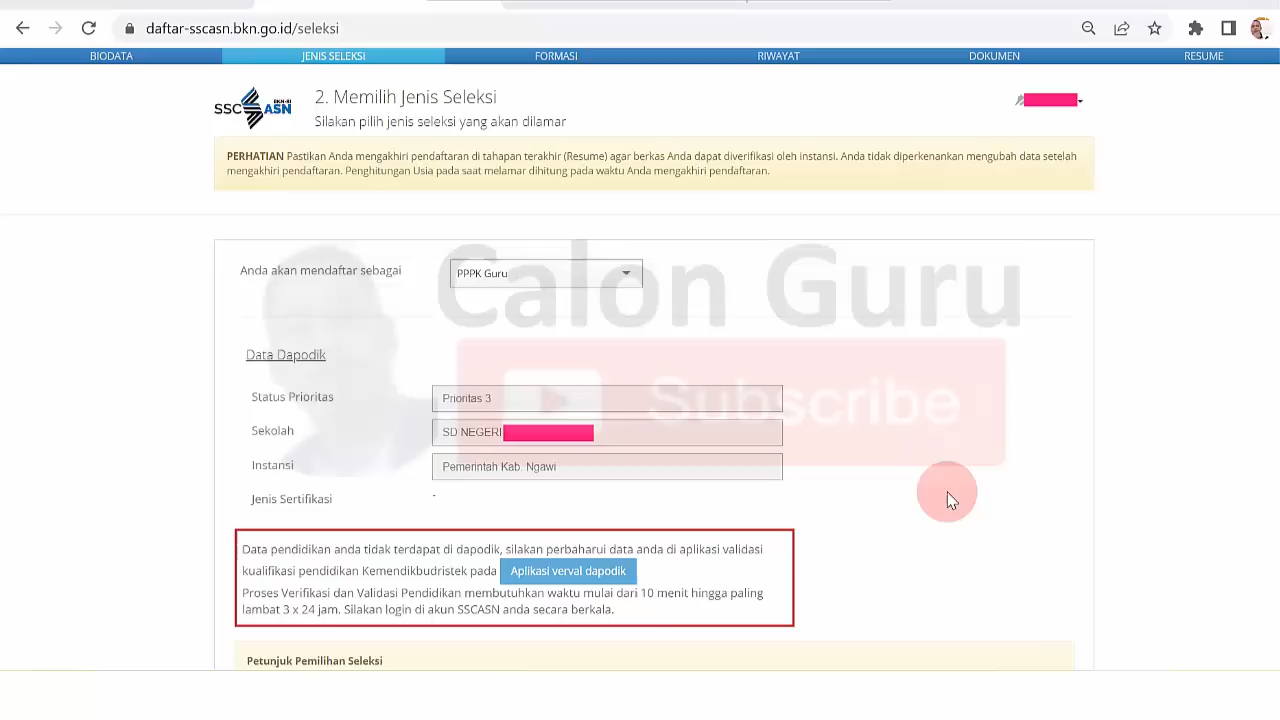 daftar-sscasn.bkn.go.id/seleksi
BIODATA JENIS SELEKSI FORMASI RIWAYAT DOKUMEN RESUME
SSC BKN-RI ASN
2. Memilih Jenis Seleksi
Silakan pilih jenis seleksi yang akan dilamar
PERHATIAN Pastikan Anda mengakhiri pendaftaran di tahapan terakhir (Resume) agar berkas Anda dapat diverifikasi oleh instansi. Anda tidak diperkenankan mengubah data setelah
mengakhiri pendaftaran. Penghitungan Usia pada saat melamar dihitung pada waktu Anda mengakhiri pendaftaran.
Anda akan mendaftar sebagai PPPK Guru
Calon Guru
Data Dapodik
Status Prioritas Prioritas 3
Subscribe
Sekolah SD NEGERI
Instansi Pemerintah Kab. Ngawi
Jenis Sertifikasi -
Data pendidikan anda tidak terdapat di dapodik, silakan perbaharui data anda di aplikasi validasi
kualifikasi pendidikan Kemendikbudristek pada Aplikasi verval dapodik
Proses Verifikasi dan Validasi Pendidikan membutuhkan waktu mulai dari 10 menit hingga paling
lambat 3 x 24 jam. Silakan login di akun SSCASN anda secara berkala.
Petunjuk Pemilihan Seleksi